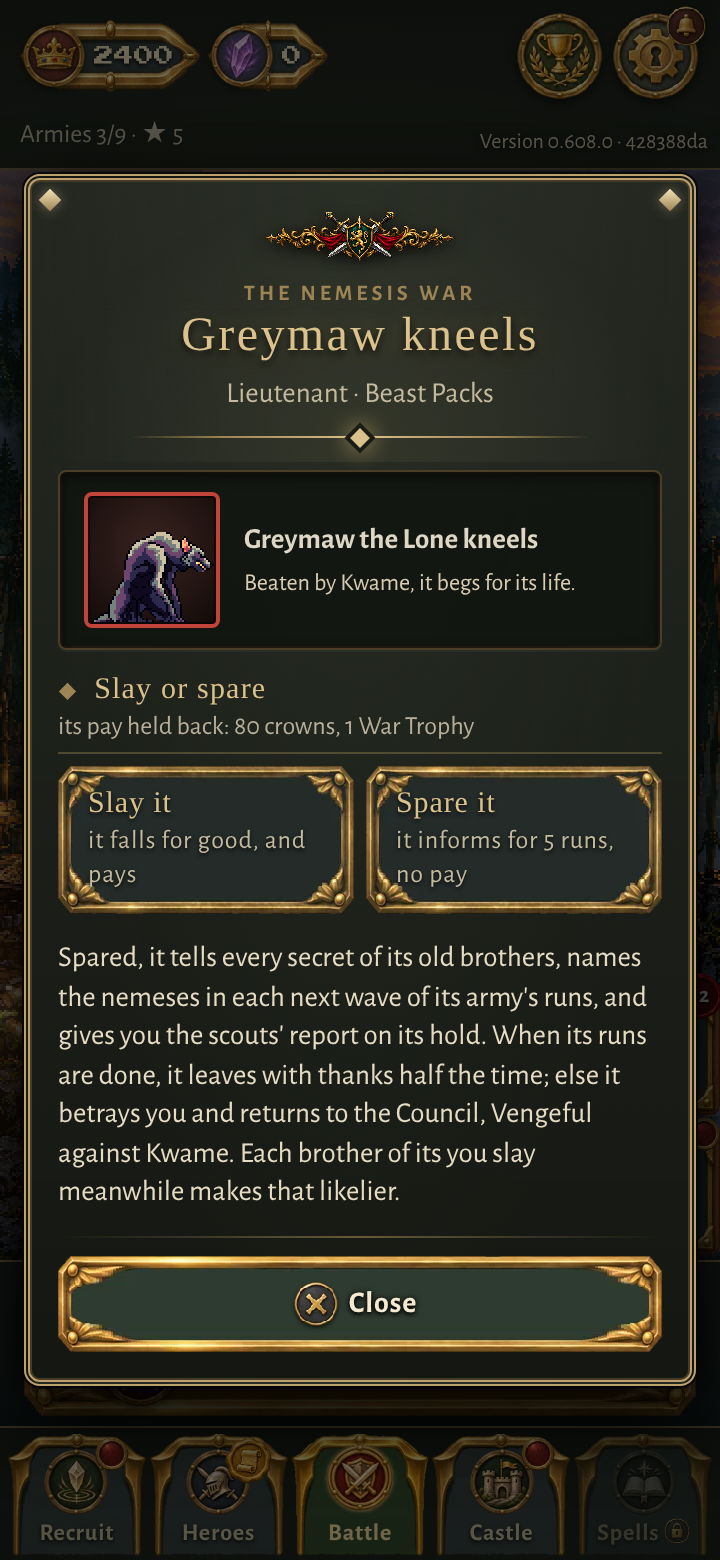 2400
0
Armies 3/9 · ★ 5
Version 0.608.0 · 428388da
THE NEMESIS WAR
Greymaw kneels
Lieutenant · Beast Packs
Greymaw the Lone kneels
Beaten by Kwame, it begs for its life.
Slay or spare
its pay held back: 80 crowns, 1 War Trophy
Slay it
it falls for good, and
pays
Spare it
it informs for 5 runs,
no pay
Spared, it tells every secret of its old brothers, names
the nemeses in each next wave of its army's runs, and
gives you the scouts' report on its hold. When its runs
are done, it leaves with thanks half the time; else it
betrays you and returns to the Council, Vengeful
against Kwame. Each brother of its you slay
meanwhile makes that likelier.
2
Close
Recruit
Heroes
Battle
Castle
Spells